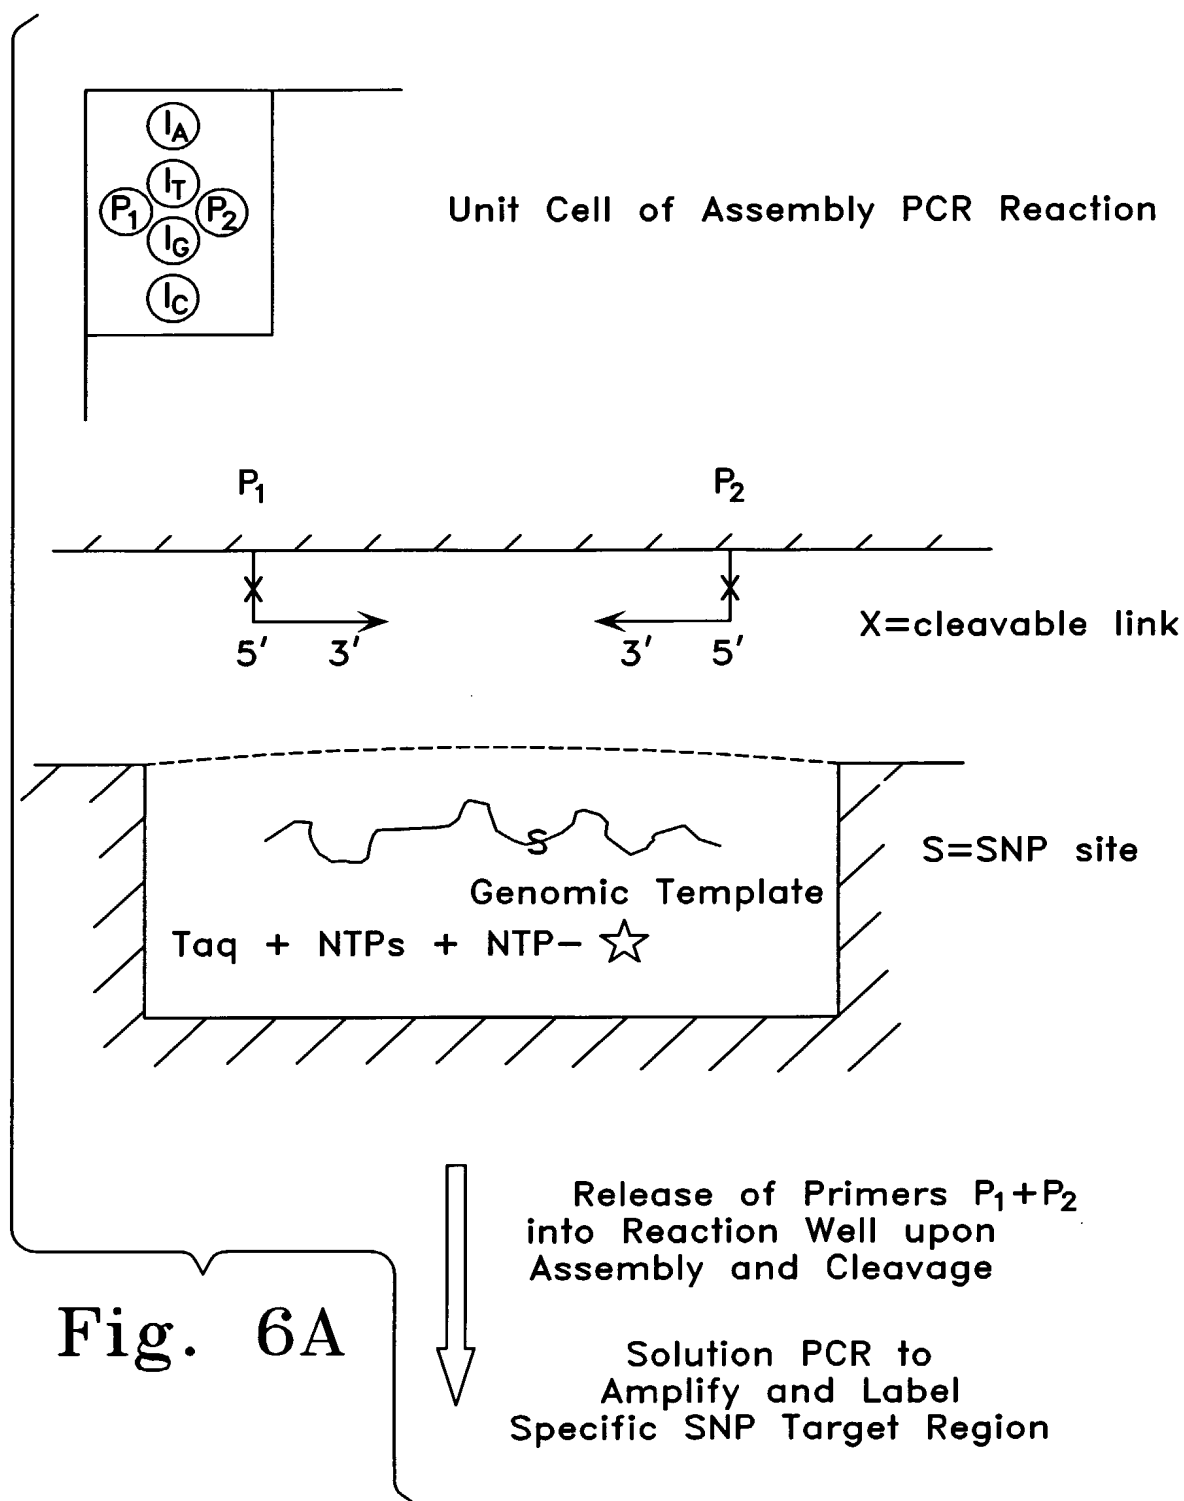 I_A
I_T
P_1 P_2
I_G
I_C
Unit Cell of Assembly PCR Reaction
P_1 P_2
X X
5' 3' 3' 5'
X=cleavable link
S
S=SNP site
Genomic Template
Taq + NTPs + NTP-☆
Release of Primers P_1+P_2
into Reaction Well upon
Assembly and Cleavage
Fig. 6A
Solution PCR to
Amplify and Label
Specific SNP Target Region